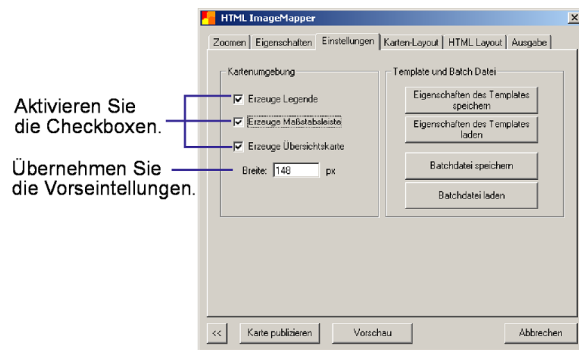 HTML ImageMapper
Zoomen Eigenschaften Einstellungen Karten-Layout HTML Layout Ausgabe
Kartenumgebung
Erzeuge Legende
Erzeuge Maßstabsleiste
Erzeuge Übersichtskarte
Breite: 148 px
Template und Batch Datei
Eigenschaften des Templates
speichern
Eigenschaften des Templates
laden
Batchdatei speichern
Batchdatei laden
Aktivieren Sie
die Checkboxen.
Übernehmen Sie
die Vorseintellungen.
<< Karte publizieren Vorschau Abbrechen